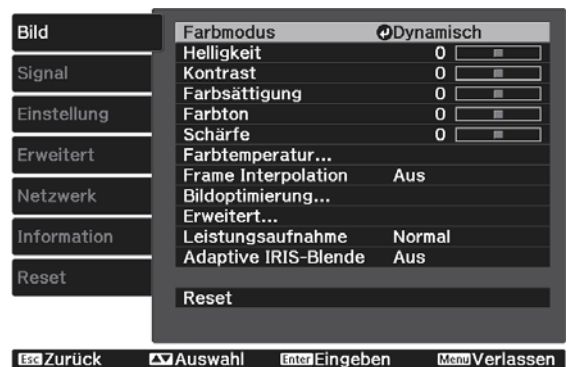 Bild
Signal
Einstellung
Erweitert
Netzwerk
Information
Reset
Farbmodus Dynamisch
Helligkeit 0
Kontrast 0
Farbsättigung 0
Farbton 0
Schärfe 0
Farbtemperatur...
Frame Interpolation Aus
Bildoptimierung...
Erweitert...
Leistungsaufnahme Normal
Adaptive IRIS-Blende Aus
Reset
Esc Zurück Auswahl Enter Eingeben Menu Verlassen